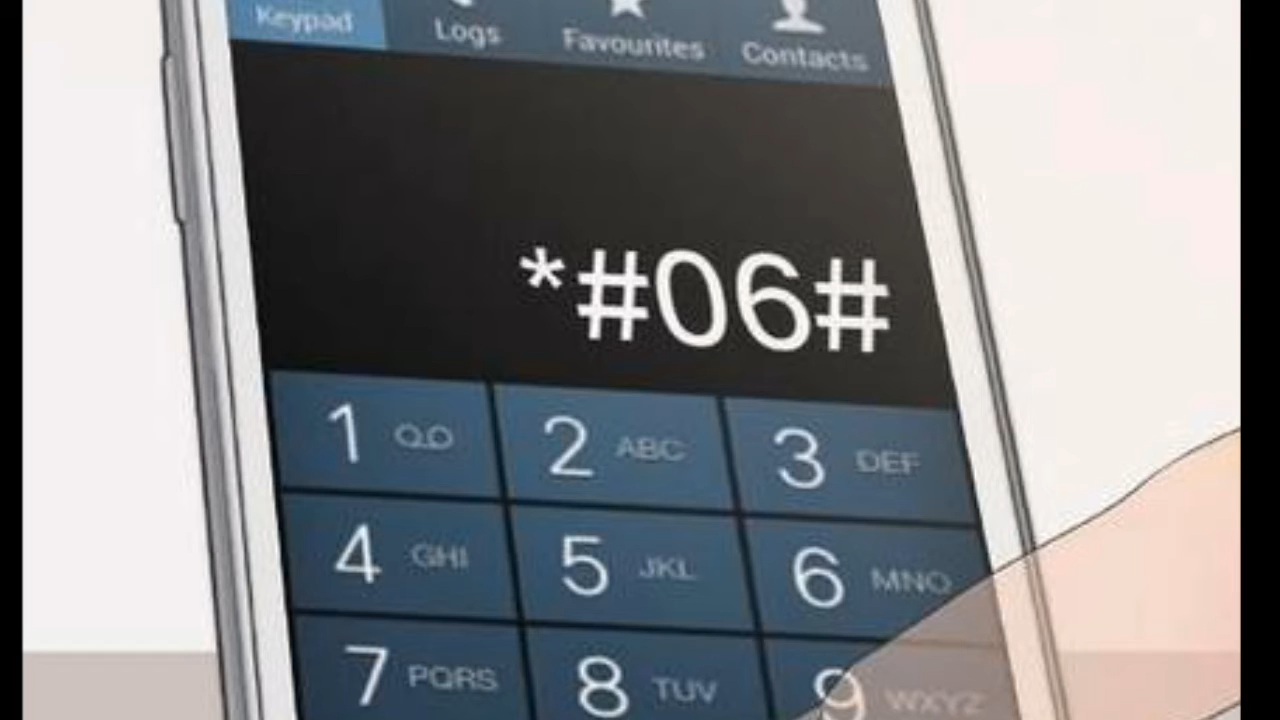 Keypad Logs Favourites Contacts
*#06#
1 2 ABC 3 DEF
4 GHI 5 JKL 6 MNO
7 PQRS 8 TUV 9 WXYZ